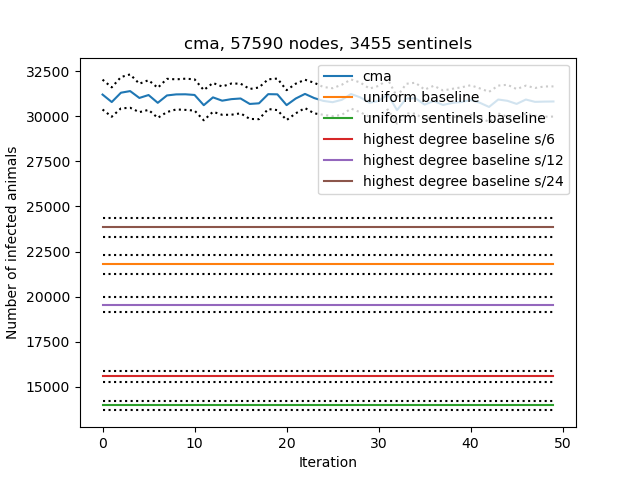 cma, 57590 nodes, 3455 sentinels
32500
30000
27500
25000
22500
20000
17500
15000
Number of infected animals
cma
uniform baseline
uniform sentinels baseline
highest degree baseline s/6
highest degree baseline s/12
highest degree baseline s/24
0
10
20
30
40
50
Iteration